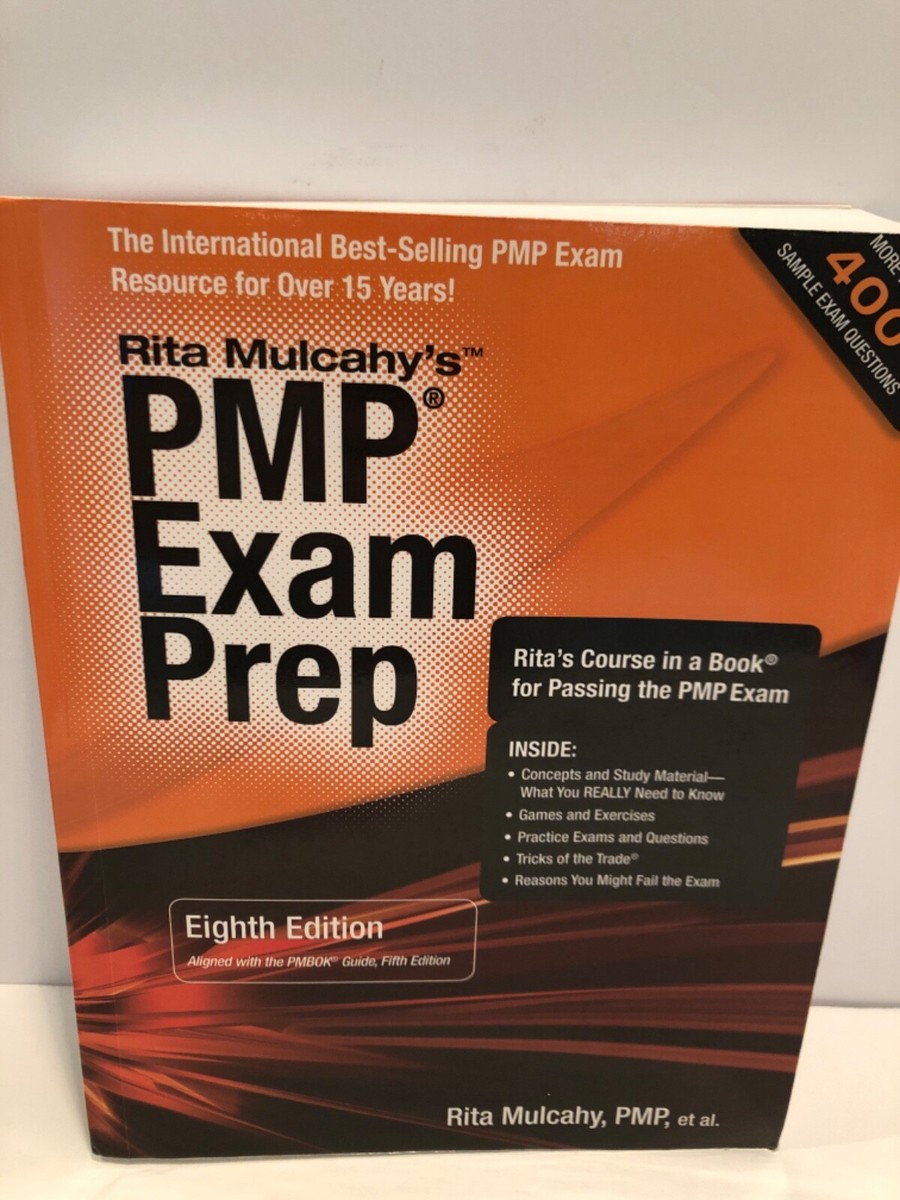 The International Best-Selling PMP Exam
Resource for Over 15 Years!
MORE
400
SAMPLE EXAM QUESTIONS
Rita Mulcahy's™
PMP®
Exam
Prep
Rita's Course in a Book®
for Passing the PMP Exam
INSIDE:
• Concepts and Study Material—
What You REALLY Need to Know
• Games and Exercises
• Practice Exams and Questions
• Tricks of the Trade®
• Reasons You Might Fail the Exam
Eighth Edition
Aligned with the PMBOK® Guide, Fifth Edition
Rita Mulcahy, PMP, et al.